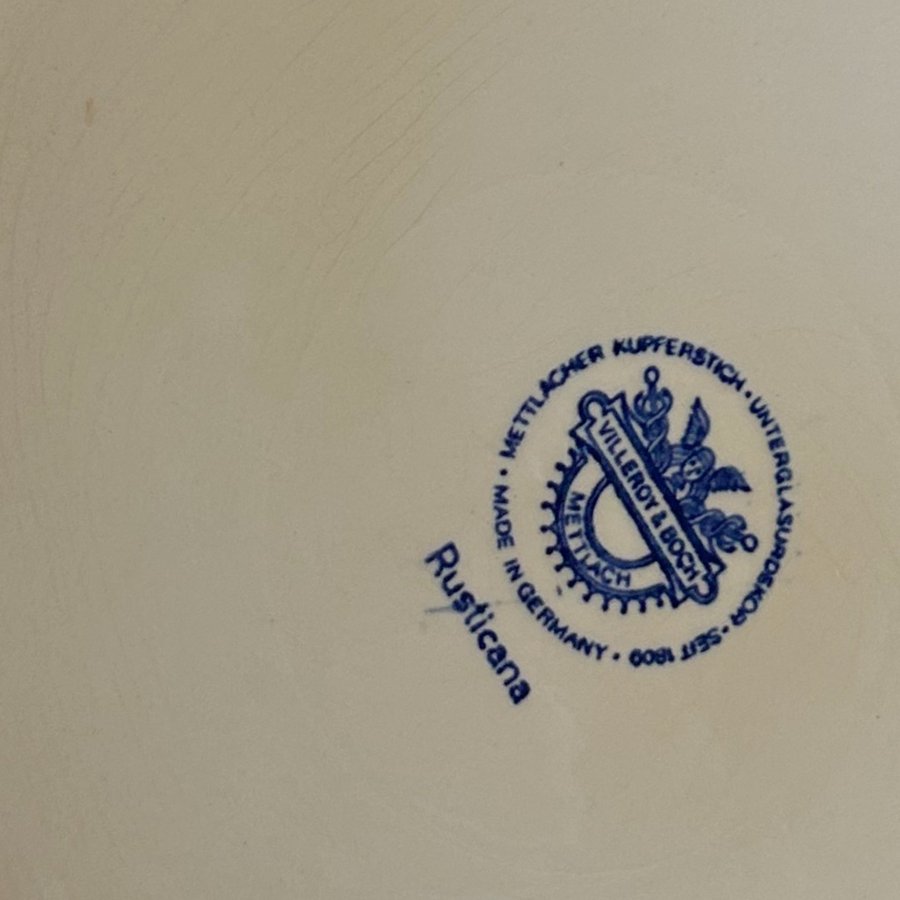 METTLACHER KUPFERSTICH • UNTERGLASURDEKOR • SEIT 1809 • MADE IN GERMANY •
VILLEROY & BOCH
METTLACH
Rusticana